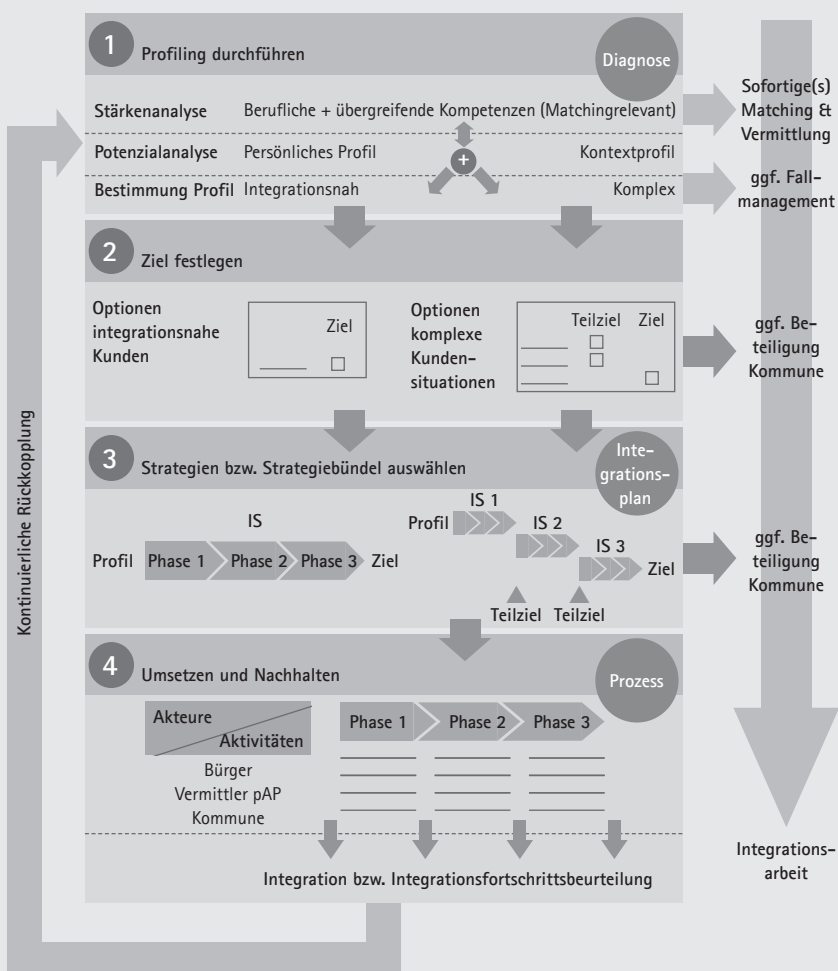 1 Profiling durchführen
Diagnose
Stärkenanalyse Berufliche + übergreifende Kompetenzen (Matchingrelevant)
Potenzialanalyse Persönliches Profil + Kontextprofil
Bestimmung Profil Integrationsnah Komplex
Sofortige(s)
Matching &
Vermittlung
ggf. Fall-
management
2 Ziel festlegen
Optionen
integrationsnahe
Kunden
Ziel
Optionen
komplexe
Kunden-
situationen
Teilziel Ziel
ggf. Be-
teiligung
Kommune
3 Strategien bzw. Strategiebündel auswählen
Inte-
grations-
plan
IS
Profil Phase 1 Phase 2 Phase 3 Ziel
IS 1
Profil
IS 2
IS 3
Ziel
Teilziel Teilziel
ggf. Be-
teiligung
Kommune
4 Umsetzen und Nachhalten
Prozess
Akteure
Aktivitäten
Phase 1 Phase 2 Phase 3
Bürger
Vermittler pAP
Kommune
Integration bzw. Integrationsfortschrittsbeurteilung
Integrations-
arbeit
Kontinuierliche Rückkopplung